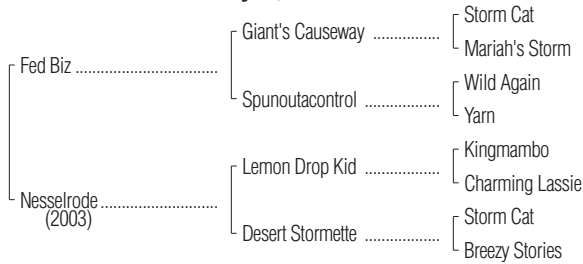 Storm Cat
Giant's Causeway ................
Mariah's Storm
Fed Biz ..................................
Wild Again
Spunoutacontrol ..................
Yarn
Kingmambo
Lemon Drop Kid ..................
Charming Lassie
Nesselrode ............................
(2003)
Storm Cat
Desert Stormette ..................
Breezy Stories